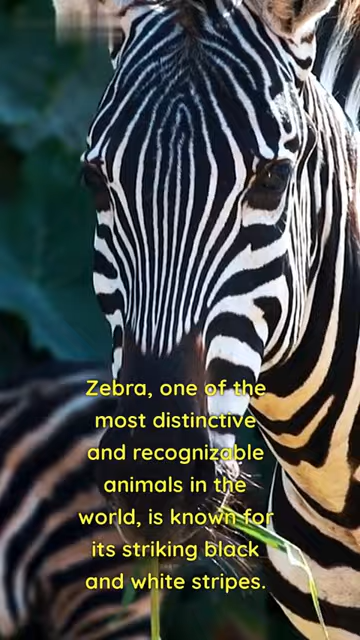 Zebra, one of the
most distinctive
and recognizable
animals in the
world, is known for
its striking black
and white stripes.